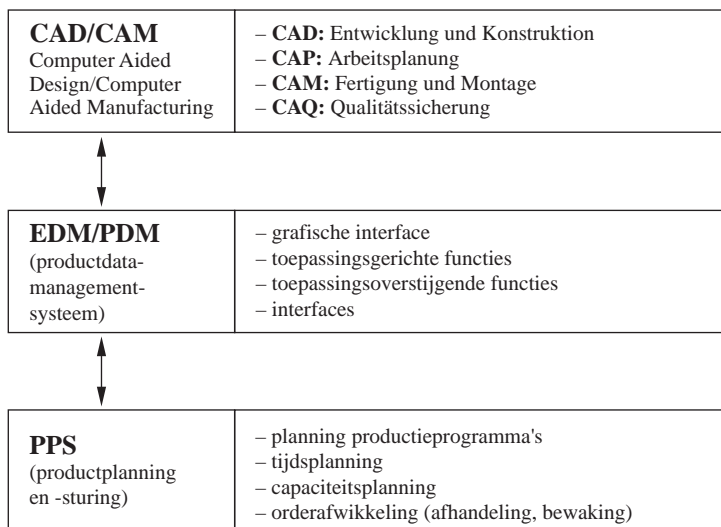 CAD/CAM
Computer Aided
Design/Computer
Aided Manufacturing
– CAD: Entwicklung und Konstruktion
– CAP: Arbeitsplanung
– CAM: Fertigung und Montage
– CAQ: Qualitätssicherung
EDM/PDM
(productdata-
management-
systeem)
– grafische interface
– toepassingsgerichte functies
– toepassingsoverstijgende functies
– interfaces
PPS
(productplanning
en -sturing)
– planning productieprogramma's
– tijdsplanning
– capaciteitsplanning
– orderafwikkeling (afhandeling, bewaking)